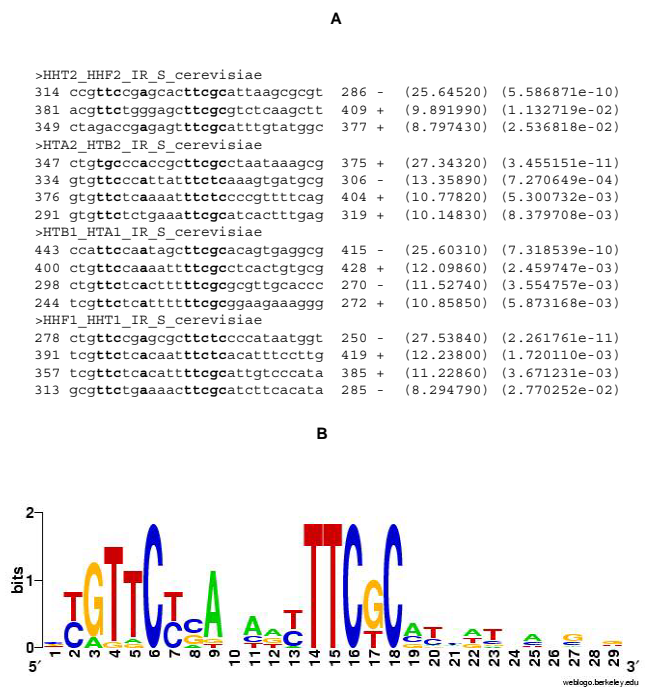 A
>HHT2_HHF2_IR_S_cerevisiae
314 ccgttccgagcacttcgcattaagcgcgt 286 - (25.64520) (5.586871e-10)
381 acgttctgggagcttcgcgtctcaagctt 409 + (9.891990) (1.132719e-02)
349 ctagaccgagagtttcgcatttgtatggc 377 + (8.797430) (2.536818e-02)
>HTA2_HTB2_IR_S_cerevisiae
347 ctgtgcccaccgcttcgcctaataaagcg 375 + (27.34320) (3.455151e-11)
334 gtgttcccattatttctcaaagtgatgcg 306 - (13.35890) (7.270649e-04)
376 gtgttctcaatatttctccccgttttcag 404 + (10.77820) (5.300732e-03)
291 gtgttctctgaaattcgcatcactttgag 319 + (10.14830) (8.379708e-03)
>HTB1_HTA1_IR_S_cerevisiae
443 ccattccaatagcttcgcacagtgaggcg 415 - (25.60310) (7.318539e-10)
400 ctgttccaaattttcgcctcactgtgcg 428 + (12.09860) (2.459747e-03)
298 ctgttctcactttttcgcgcgttgcaccc 270 - (11.52740) (3.554757e-03)
244 tcgttctcatttttttcgcggaagaaaggg 272 + (10.85850) (5.873168e-03)
>HHF1_HHT1_IR_S_cerevisiae
278 ctgttccgagcgcttctccccataatggt 250 - (27.53840) (2.261761e-11)
391 tcgttctcacaatttctcacatttccttg 419 + (12.23800) (1.720110e-03)
357 tcgttctcacattttcgcattgtcccata 385 + (11.22860) (3.671231e-03)
313 gcgttctgaaaacttcgcatcttcacata 285 - (8.294790) (2.770252e-02)
B
2
1
0
bits
5′ 1 2 3 4 5 6 7 8 9 10 11 12 13 14 15 16 17 18 19 20 21 22 23 24 25 26 27 28 29 3′
weblogo.berkeley.edu